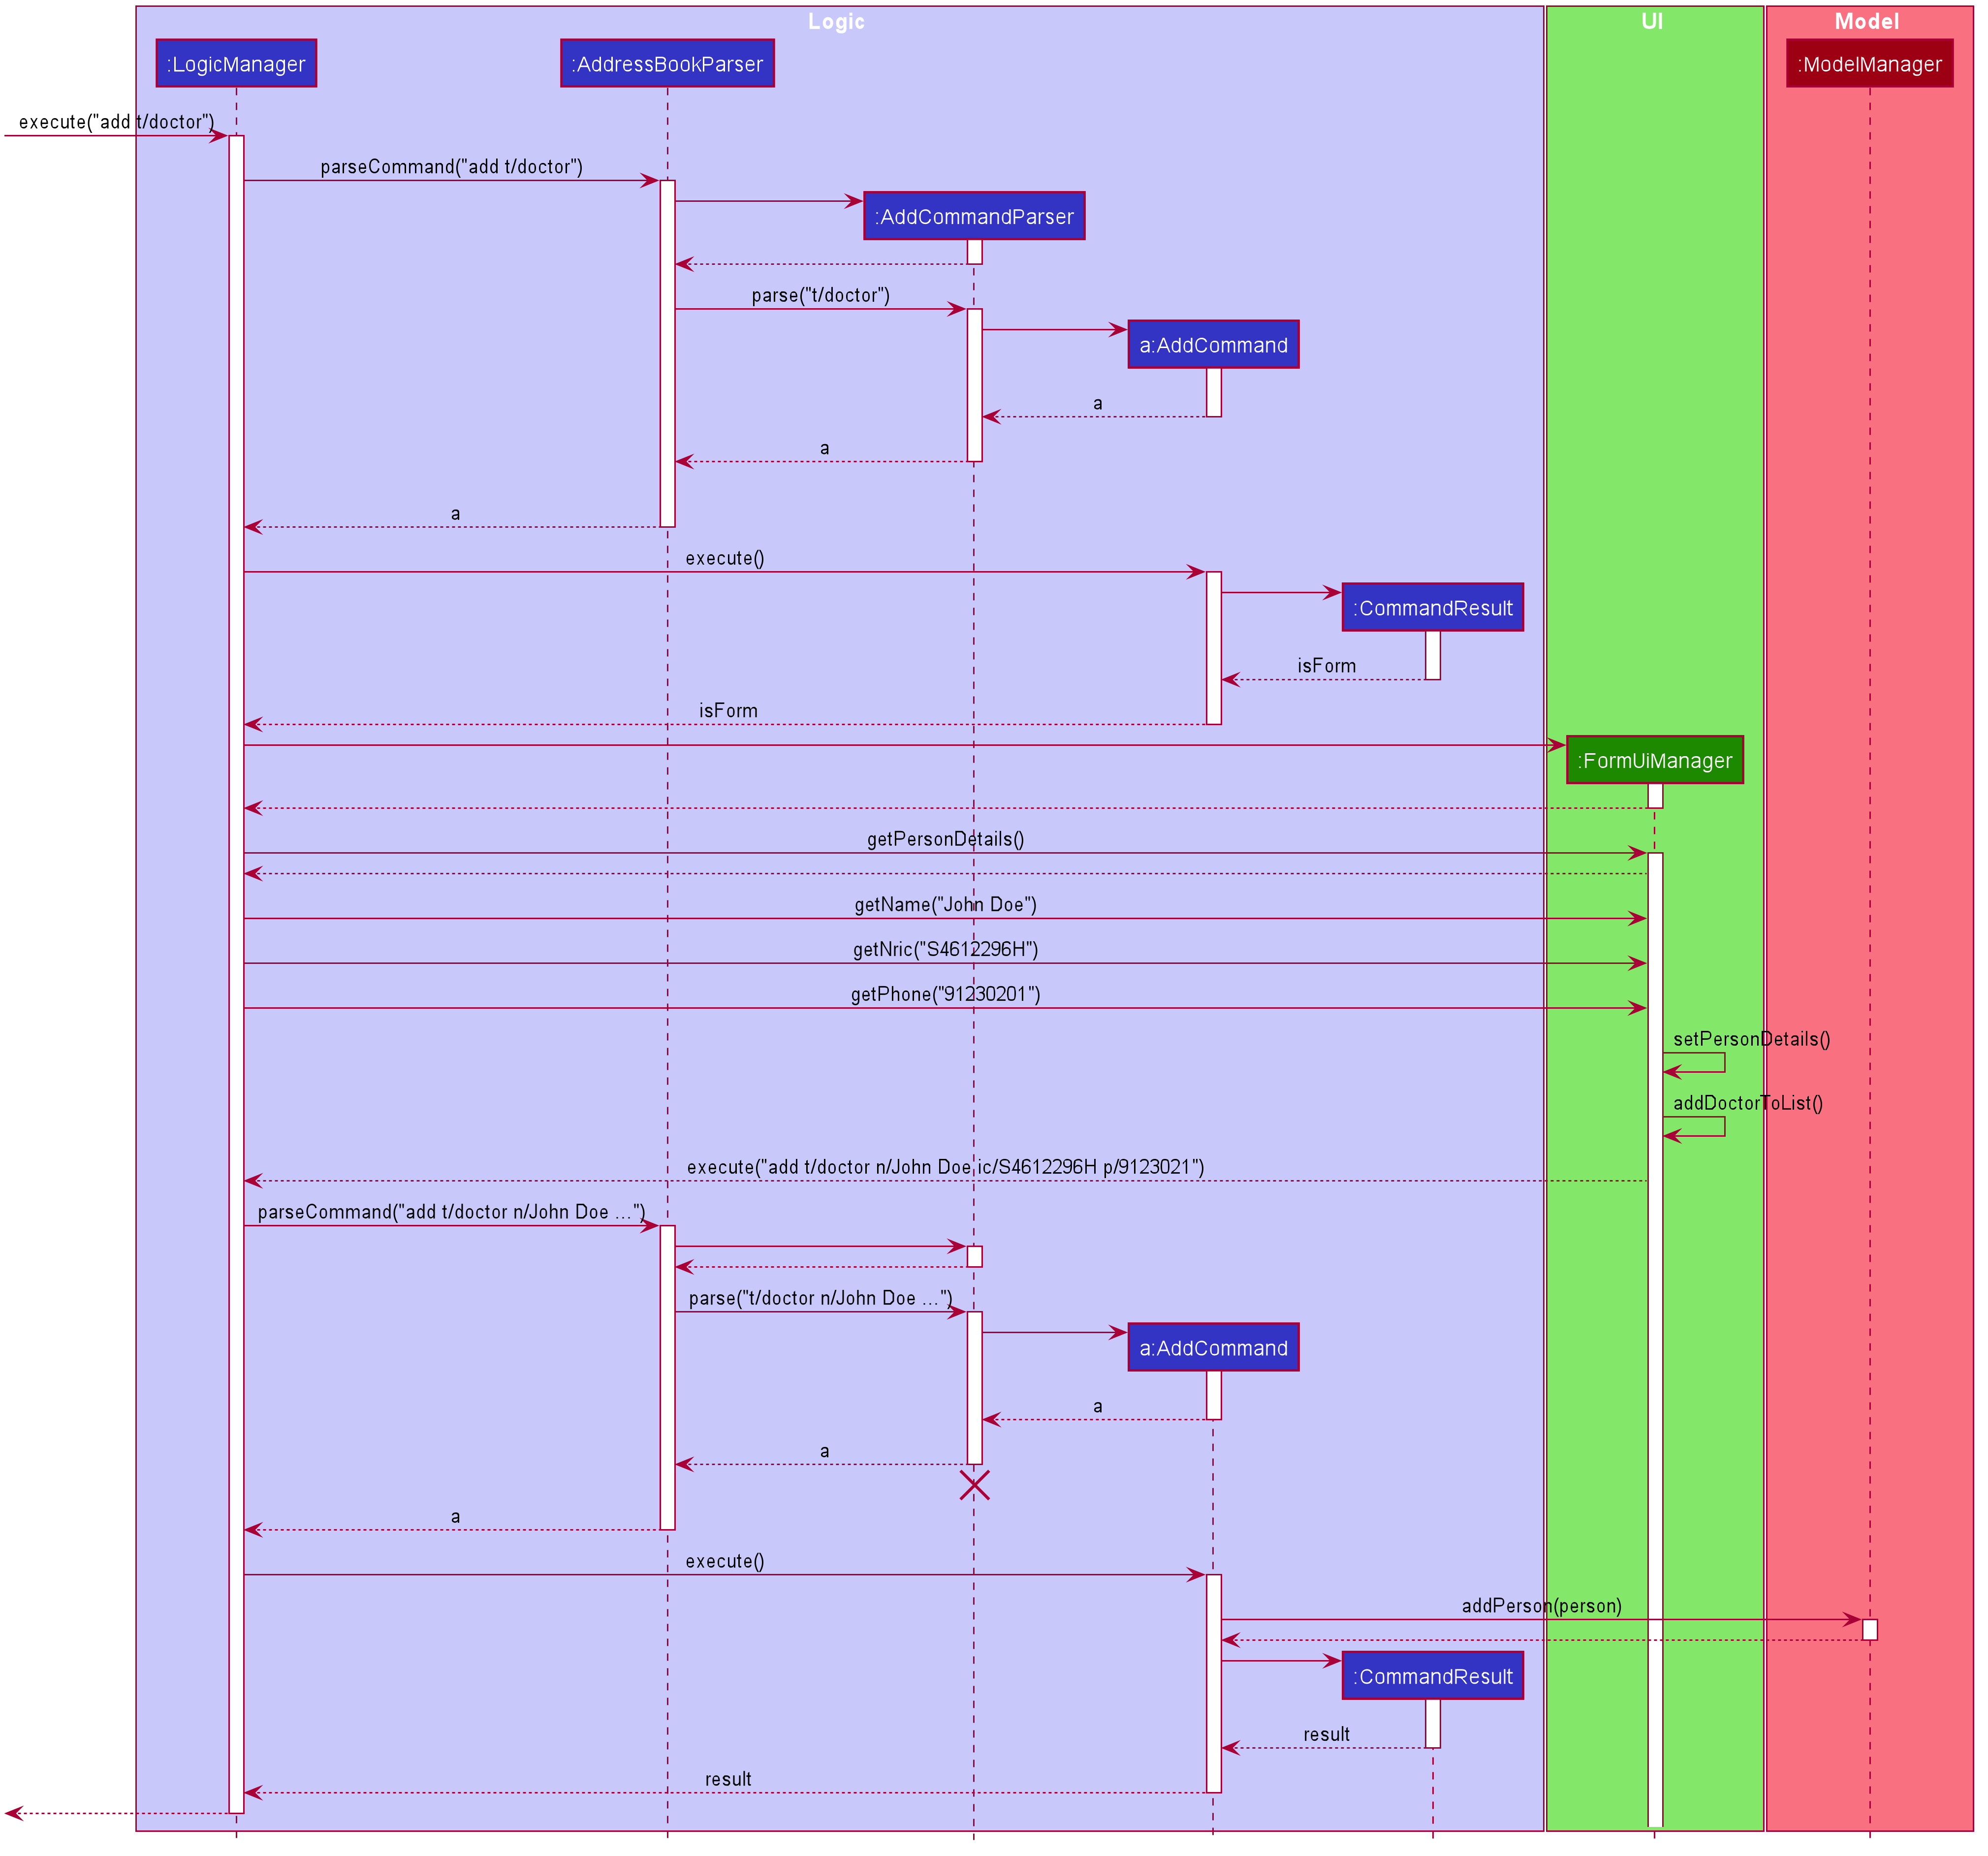 Logic
UI
Model
:LogicManager
:AddressBookParser
:ModelManager
execute("add t/doctor")
parseCommand("add t/doctor")
:AddCommandParser
parse("t/doctor")
a:AddCommand
a
a
a
execute()
:CommandResult
isForm
isForm
:FormUiManager
getPersonDetails()
getName("John Doe")
getNric("S4612296H")
getPhone("91230201")
setPersonDetails()
addDoctorToList()
execute("add t/doctor n/John Doe ic/S4612296H p/9123021")
parseCommand("add t/doctor n/John Doe ...")
parse("t/doctor n/John Doe ...")
a:AddCommand
a
a
a
execute()
addPerson(person)
:CommandResult
result
result